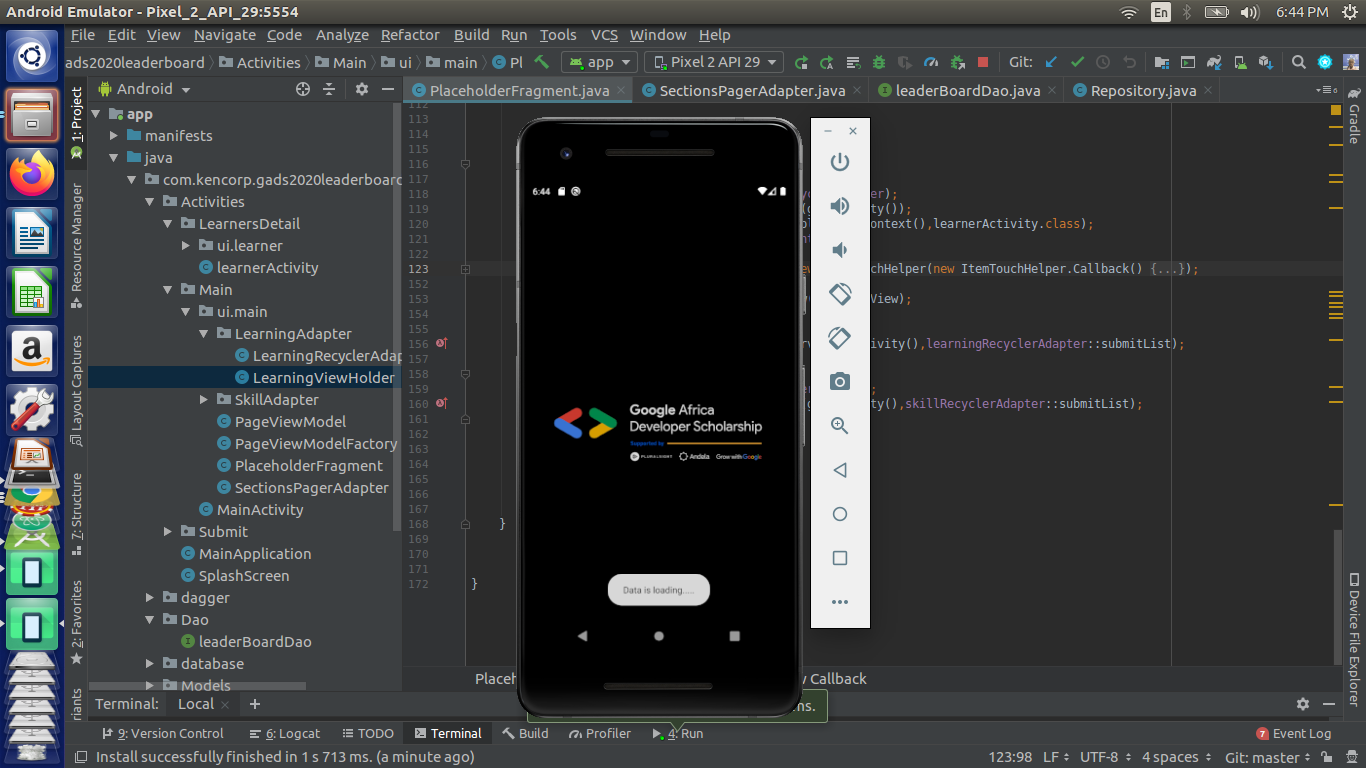 Android Emulator - Pixel_2_API_29:5554
En
6:44 PM
File Edit View Navigate Code Analyze Refactor Build Run Tools VCS Window Help
ads2020leaderboard Activities Main ui main Pl
app
Pixel 2 API 29
Git:
Android
PlaceholderFragment.java
SectionsPagerAdapter.java
leaderBoardDao.java
Repository.java
6
1: Project
Resource Manager
Layout Captures
7: Structure
2: Favorites
riants
app
manifests
java
com.kencorp.gads2020leaderboard
Activities
LearnersDetail
ui.learner
learnerActivity
Main
ui.main
LearningAdapter
LearningRecyclerAdap
LearningViewHolder
SkillAdapter
PageViewModel
PageViewModelFactory
PlaceholderFragment
SectionsPagerAdapter
MainActivity
Submit
MainApplication
SplashScreen
dagger
Dao
leaderBoardDao
database
Models
112
113
114
115
116
117
118
119
120
121
122
123
152
153
154
155
156
157
158
159
160
161
162
163
164
165
166
167
168
169
170
171
172
er);
ty());
ontext(),learnerActivity.class);
chHelper(new ItemTouchHelper.Callback() {...});
View);
ivity(),learningRecyclerAdapter::submitList);
;
ty(),skillRecyclerAdapter::submitList);
}
}
6:44
Google Africa
Developer Scholarship
Supported by
PLURALSIGHT Andela Grow with Google
Data is loading.....
Placeh
Callback
ms.
Gradle
Device File Explorer
Terminal: Local
9: Version Control 6: Logcat TODO Terminal Build Profiler 4: Run
7 Event Log
Install successfully finished in 1 s 713 ms. (a minute ago)
123:98 LF UTF-8 4 spaces Git: master